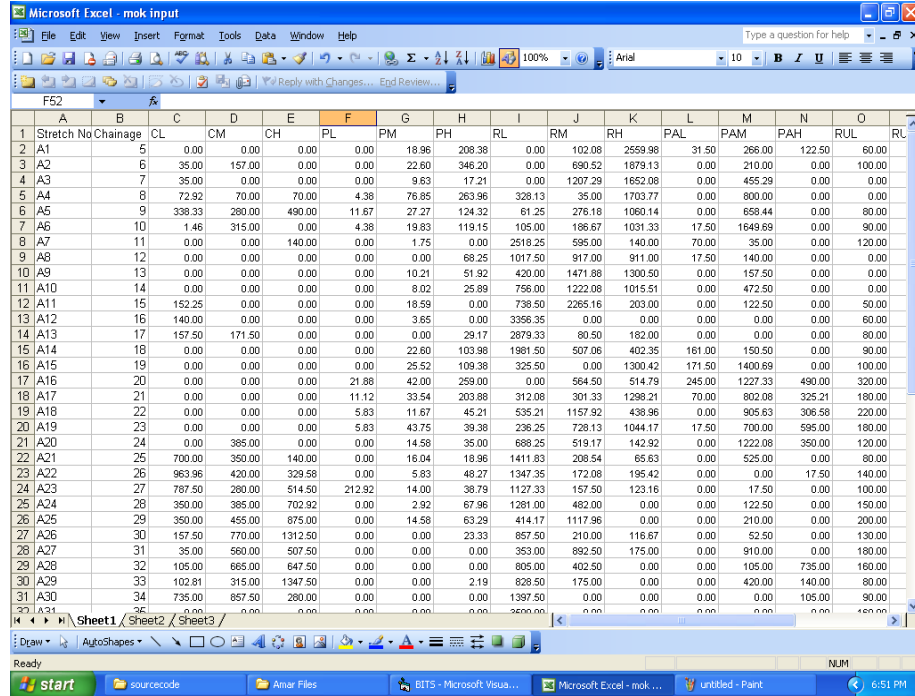 Microsoft Excel - mok input
File Edit View Insert Format Tools Data Window Help Type a question for help
100% Arial 10 B I U
Reply with Changes... End Review...
F52 fx
A B C D E F G H I J K L M N O
1 Stretch No Chainage CL CM CH PL PM PH RL RM RH PAL PAM PAH RUL RU
2 A1 5 0.00 0.00 0.00 0.00 18.96 208.38 0.00 102.08 2559.98 31.50 266.00 122.50 60.00
3 A2 6 35.00 157.00 0.00 0.00 22.60 346.20 0.00 690.52 1879.13 0.00 210.00 0.00 100.00
4 A3 7 35.00 0.00 0.00 0.00 9.63 17.21 0.00 1207.29 1652.08 0.00 455.29 0.00 0.00
5 A4 8 72.92 70.00 70.00 4.38 76.85 263.96 328.13 35.00 1703.77 0.00 800.00 0.00 0.00
6 A5 9 338.33 280.00 490.00 11.67 27.27 124.32 61.25 276.18 1060.14 0.00 658.44 0.00 80.00
7 A6 10 1.46 315.00 0.00 4.38 19.83 119.15 105.00 186.67 1031.33 17.50 1649.69 0.00 90.00
8 A7 11 0.00 0.00 140.00 0.00 1.75 0.00 2518.25 595.00 140.00 70.00 35.00 0.00 120.00
9 A8 12 0.00 0.00 0.00 0.00 68.25 1017.50 917.00 911.00 17.50 140.00 0.00 0.00
10 A9 13 0.00 0.00 0.00 10.21 51.92 420.00 1471.88 1300.50 0.00 157.50 0.00 0.00
11 A10 14 0.00 0.00 0.00 8.02 25.89 756.00 1222.08 1015.51 0.00 472.50 0.00 0.00
12 A11 15 152.25 0.00 0.00 0.00 18.59 0.00 738.50 2265.16 203.00 0.00 122.50 0.00 50.00
13 A12 16 140.00 0.00 0.00 0.00 3.65 0.00 3356.35 0.00 0.00 0.00 0.00 0.00 60.00
14 A13 17 157.50 171.50 0.00 0.00 0.00 29.17 2879.33 80.50 182.00 0.00 0.00 0.00 80.00
15 A14 18 0.00 0.00 0.00 0.00 22.60 103.98 1981.50 507.06 402.35 161.00 150.50 0.00 90.00
16 A15 19 0.00 0.00 0.00 0.00 25.52 109.38 325.50 0.00 1300.42 171.50 1400.69 0.00 100.00
17 A16 20 0.00 0.00 0.00 21.88 42.00 259.00 0.00 564.50 514.79 245.00 1227.33 490.00 320.00
18 A17 21 0.00 0.00 0.00 11.12 33.54 203.88 312.08 301.33 1298.21 70.00 802.08 325.21 180.00
19 A18 22 0.00 0.00 0.00 5.83 11.67 45.21 535.21 1157.92 438.96 0.00 905.63 306.58 220.00
20 A19 23 0.00 0.00 0.00 5.83 43.75 39.38 236.25 728.13 1044.17 17.50 700.00 595.00 180.00
21 A20 24 0.00 385.00 0.00 0.00 14.58 35.00 688.25 519.17 142.92 0.00 1222.08 350.00 120.00
22 A21 25 700.00 350.00 140.00 0.00 16.04 18.96 1411.83 208.54 65.63 0.00 525.00 0.00 80.00
23 A22 26 963.96 420.00 329.58 0.00 5.83 48.27 1347.35 172.08 195.42 0.00 0.00 17.50 140.00
24 A23 27 787.50 280.00 514.50 212.92 14.00 38.79 1127.33 157.50 123.16 0.00 17.50 0.00 100.00
25 A24 28 350.00 385.00 702.92 0.00 2.92 67.96 1281.00 482.00 0.00 0.00 122.50 0.00 150.00
26 A25 29 350.00 455.00 875.00 0.00 14.58 63.29 414.17 1117.96 0.00 0.00 210.00 0.00 200.00
27 A26 30 157.50 770.00 1312.50 0.00 0.00 23.33 857.50 210.00 116.67 0.00 52.50 0.00 130.00
28 A27 31 35.00 560.00 507.50 0.00 0.00 0.00 353.00 892.50 175.00 0.00 910.00 0.00 180.00
29 A28 32 105.00 665.00 647.50 0.00 0.00 0.00 805.00 402.50 0.00 0.00 105.00 735.00 160.00
30 A29 33 102.81 315.00 1347.50 0.00 0.00 2.19 828.50 175.00 0.00 0.00 420.00 140.00 80.00
31 A30 34 735.00 857.50 280.00 0.00 0.00 0.00 1397.50 0.00 0.00 0.00 0.00 105.00 90.00
Sheet1 Sheet2 Sheet3
Draw AutoShapes
Ready NUM
start sourcecode Amar Files BITS - Microsoft Visua... Microsoft Excel - mok ... untitled - Paint 6:51 PM